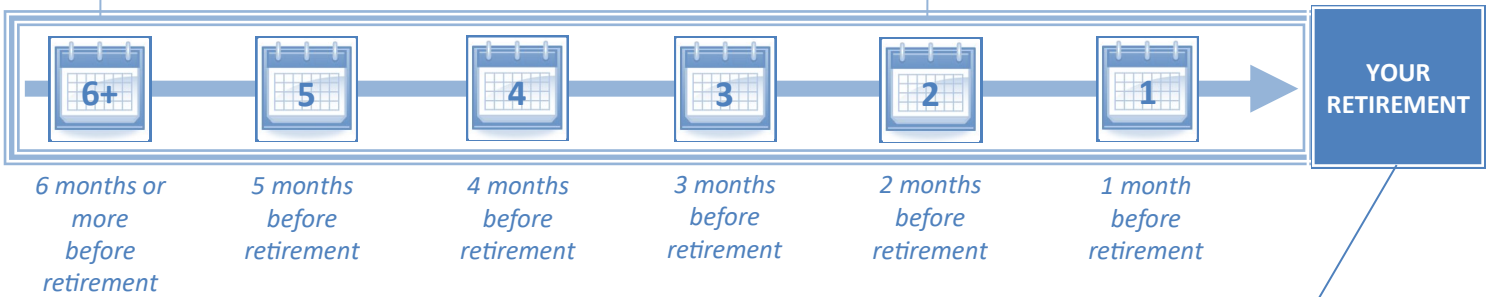 6+
5
4
3
2
1
YOUR
RETIREMENT
6 months or
more
before
retirement
5 months
before
retirement
4 months
before
retirement
3 months
before
retirement
2 months
before
retirement
1 month
before
retirement